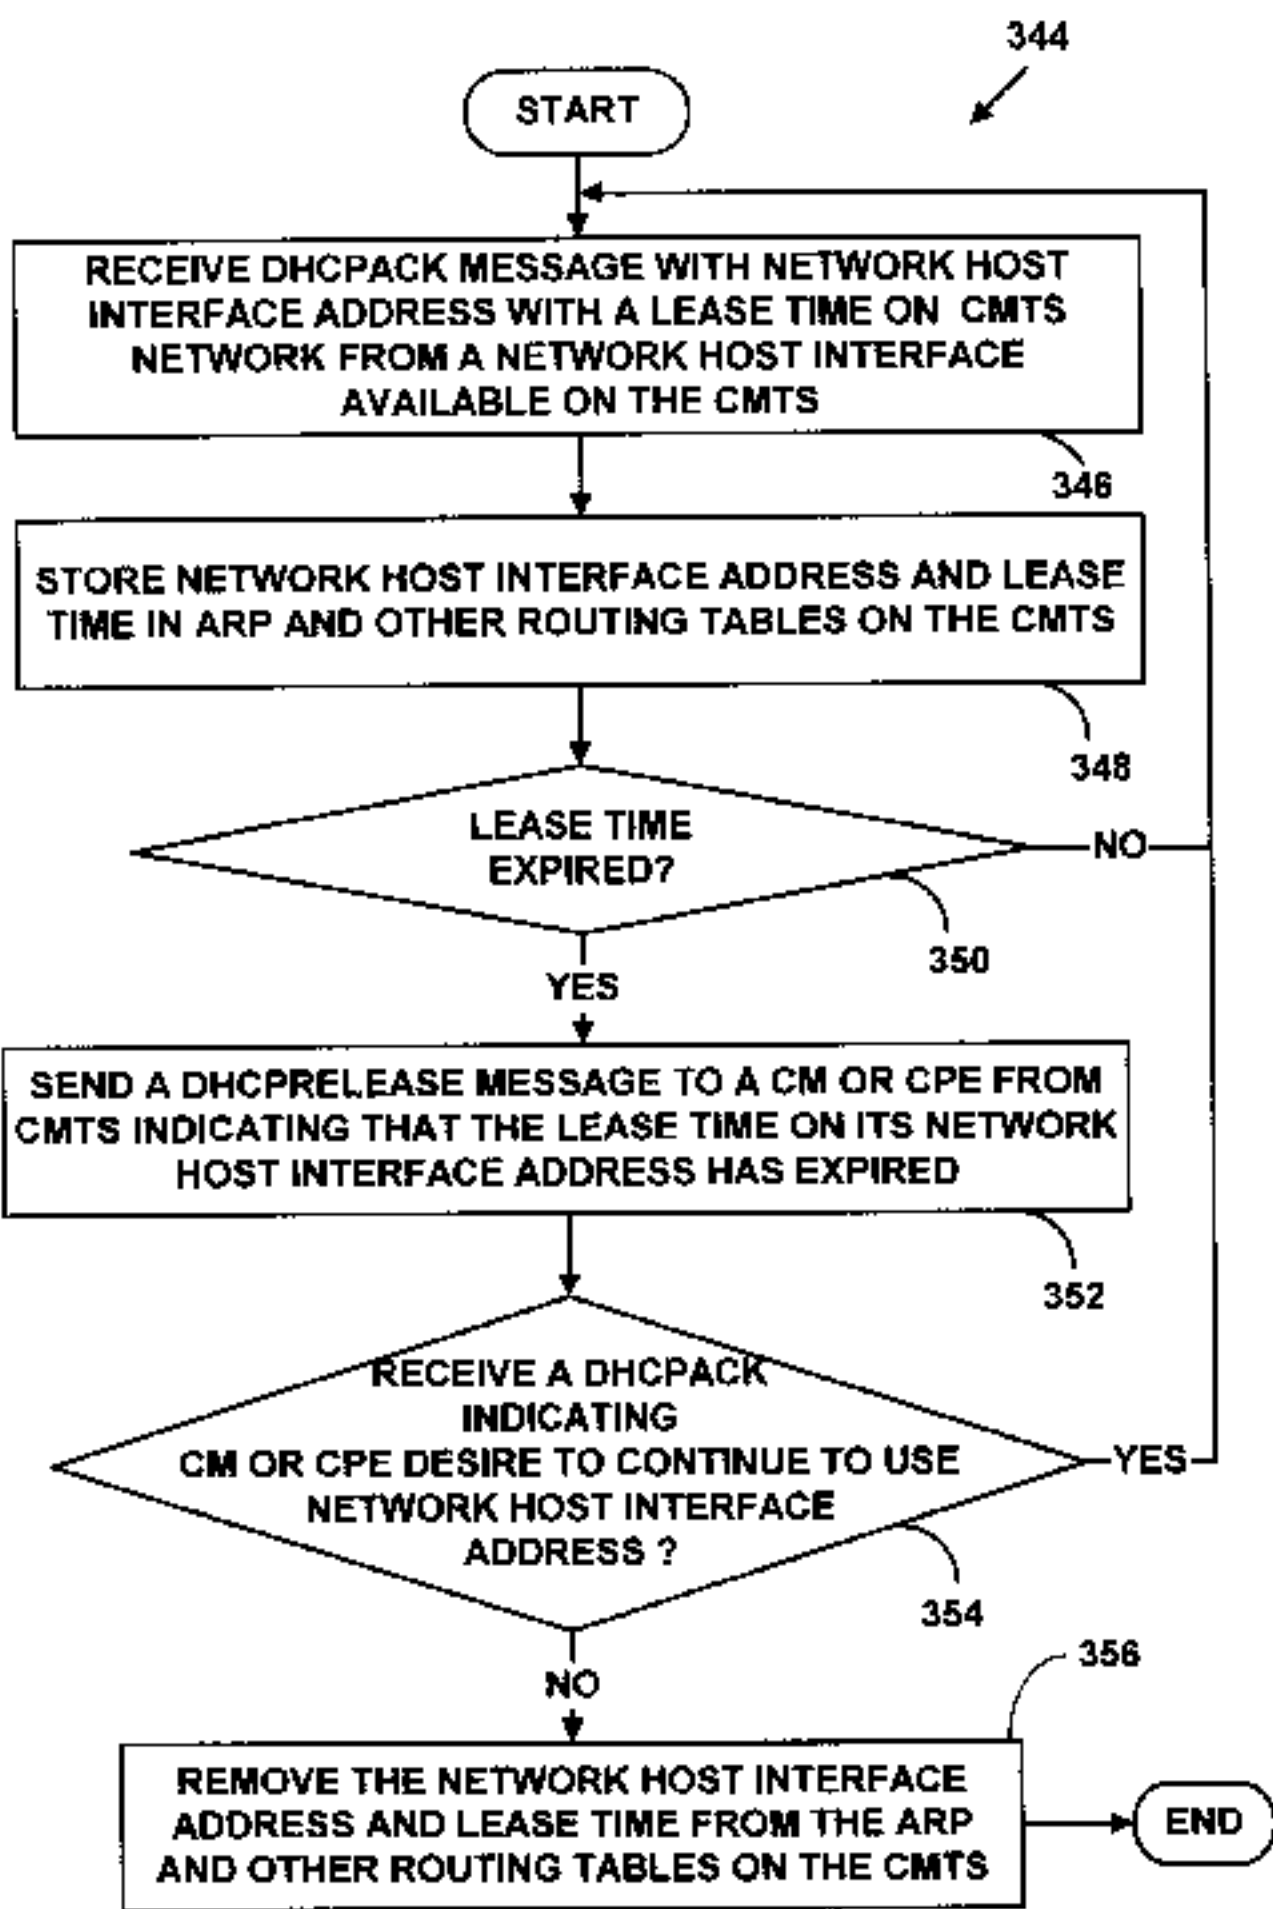 344
START
RECEIVE DHCPACK MESSAGE WITH NETWORK HOST
INTERFACE ADDRESS WITH A LEASE TIME ON CMTS
NETWORK FROM A NETWORK HOST INTERFACE
AVAILABLE ON THE CMTS
346
STORE NETWORK HOST INTERFACE ADDRESS AND LEASE
TIME IN ARP AND OTHER ROUTING TABLES ON THE CMTS
348
LEASE TIME
EXPIRED?
NO
350
YES
SEND A DHCPRELEASE MESSAGE TO A CM OR CPE FROM
CMTS INDICATING THAT THE LEASE TIME ON ITS NETWORK
HOST INTERFACE ADDRESS HAS EXPIRED
352
RECEIVE A DHCPACK
INDICATING
CM OR CPE DESIRE TO CONTINUE TO USE
NETWORK HOST INTERFACE
ADDRESS ?
YES
354
NO
356
REMOVE THE NETWORK HOST INTERFACE
ADDRESS AND LEASE TIME FROM THE ARP
AND OTHER ROUTING TABLES ON THE CMTS
END